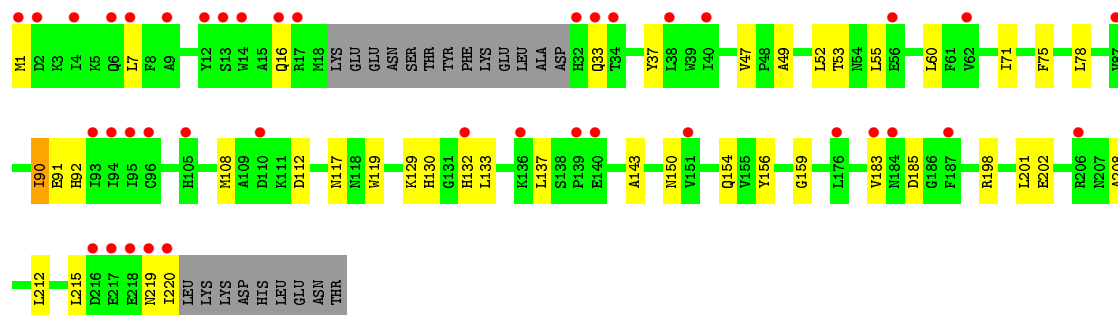 M1 D2 K3 I4 K5 Q6 L7 F8 A9 Y12 S13 W14 A15 Q16 R17 M18 LYS GLU GLU ASN SER THR TYR PHE LYS GLU LEU ALA ASP H32 Q33 T34 Y37 L38 W39 I40 V47 P48 A49 L52 T53 N54 L55 E56 L60 F61 V62 I71 F75 L78 V87
I90 E91 H92 I93 I94 I95 C96 H105 M108 A109 D110 K111 D112 N117 N118 W119 K129 H130 G131 H132 L133 K136 L137 S138 P139 E140 A143 N150 V151 Q154 V155 Y156 G159 L176 V183 N184 D185 G186 F187 R198 L201 E202 R206 N207 A208
L212 L215 D216 E217 E218 N219 I220 LEU LYS LYS ASP HIS LEU GLU ASN THR